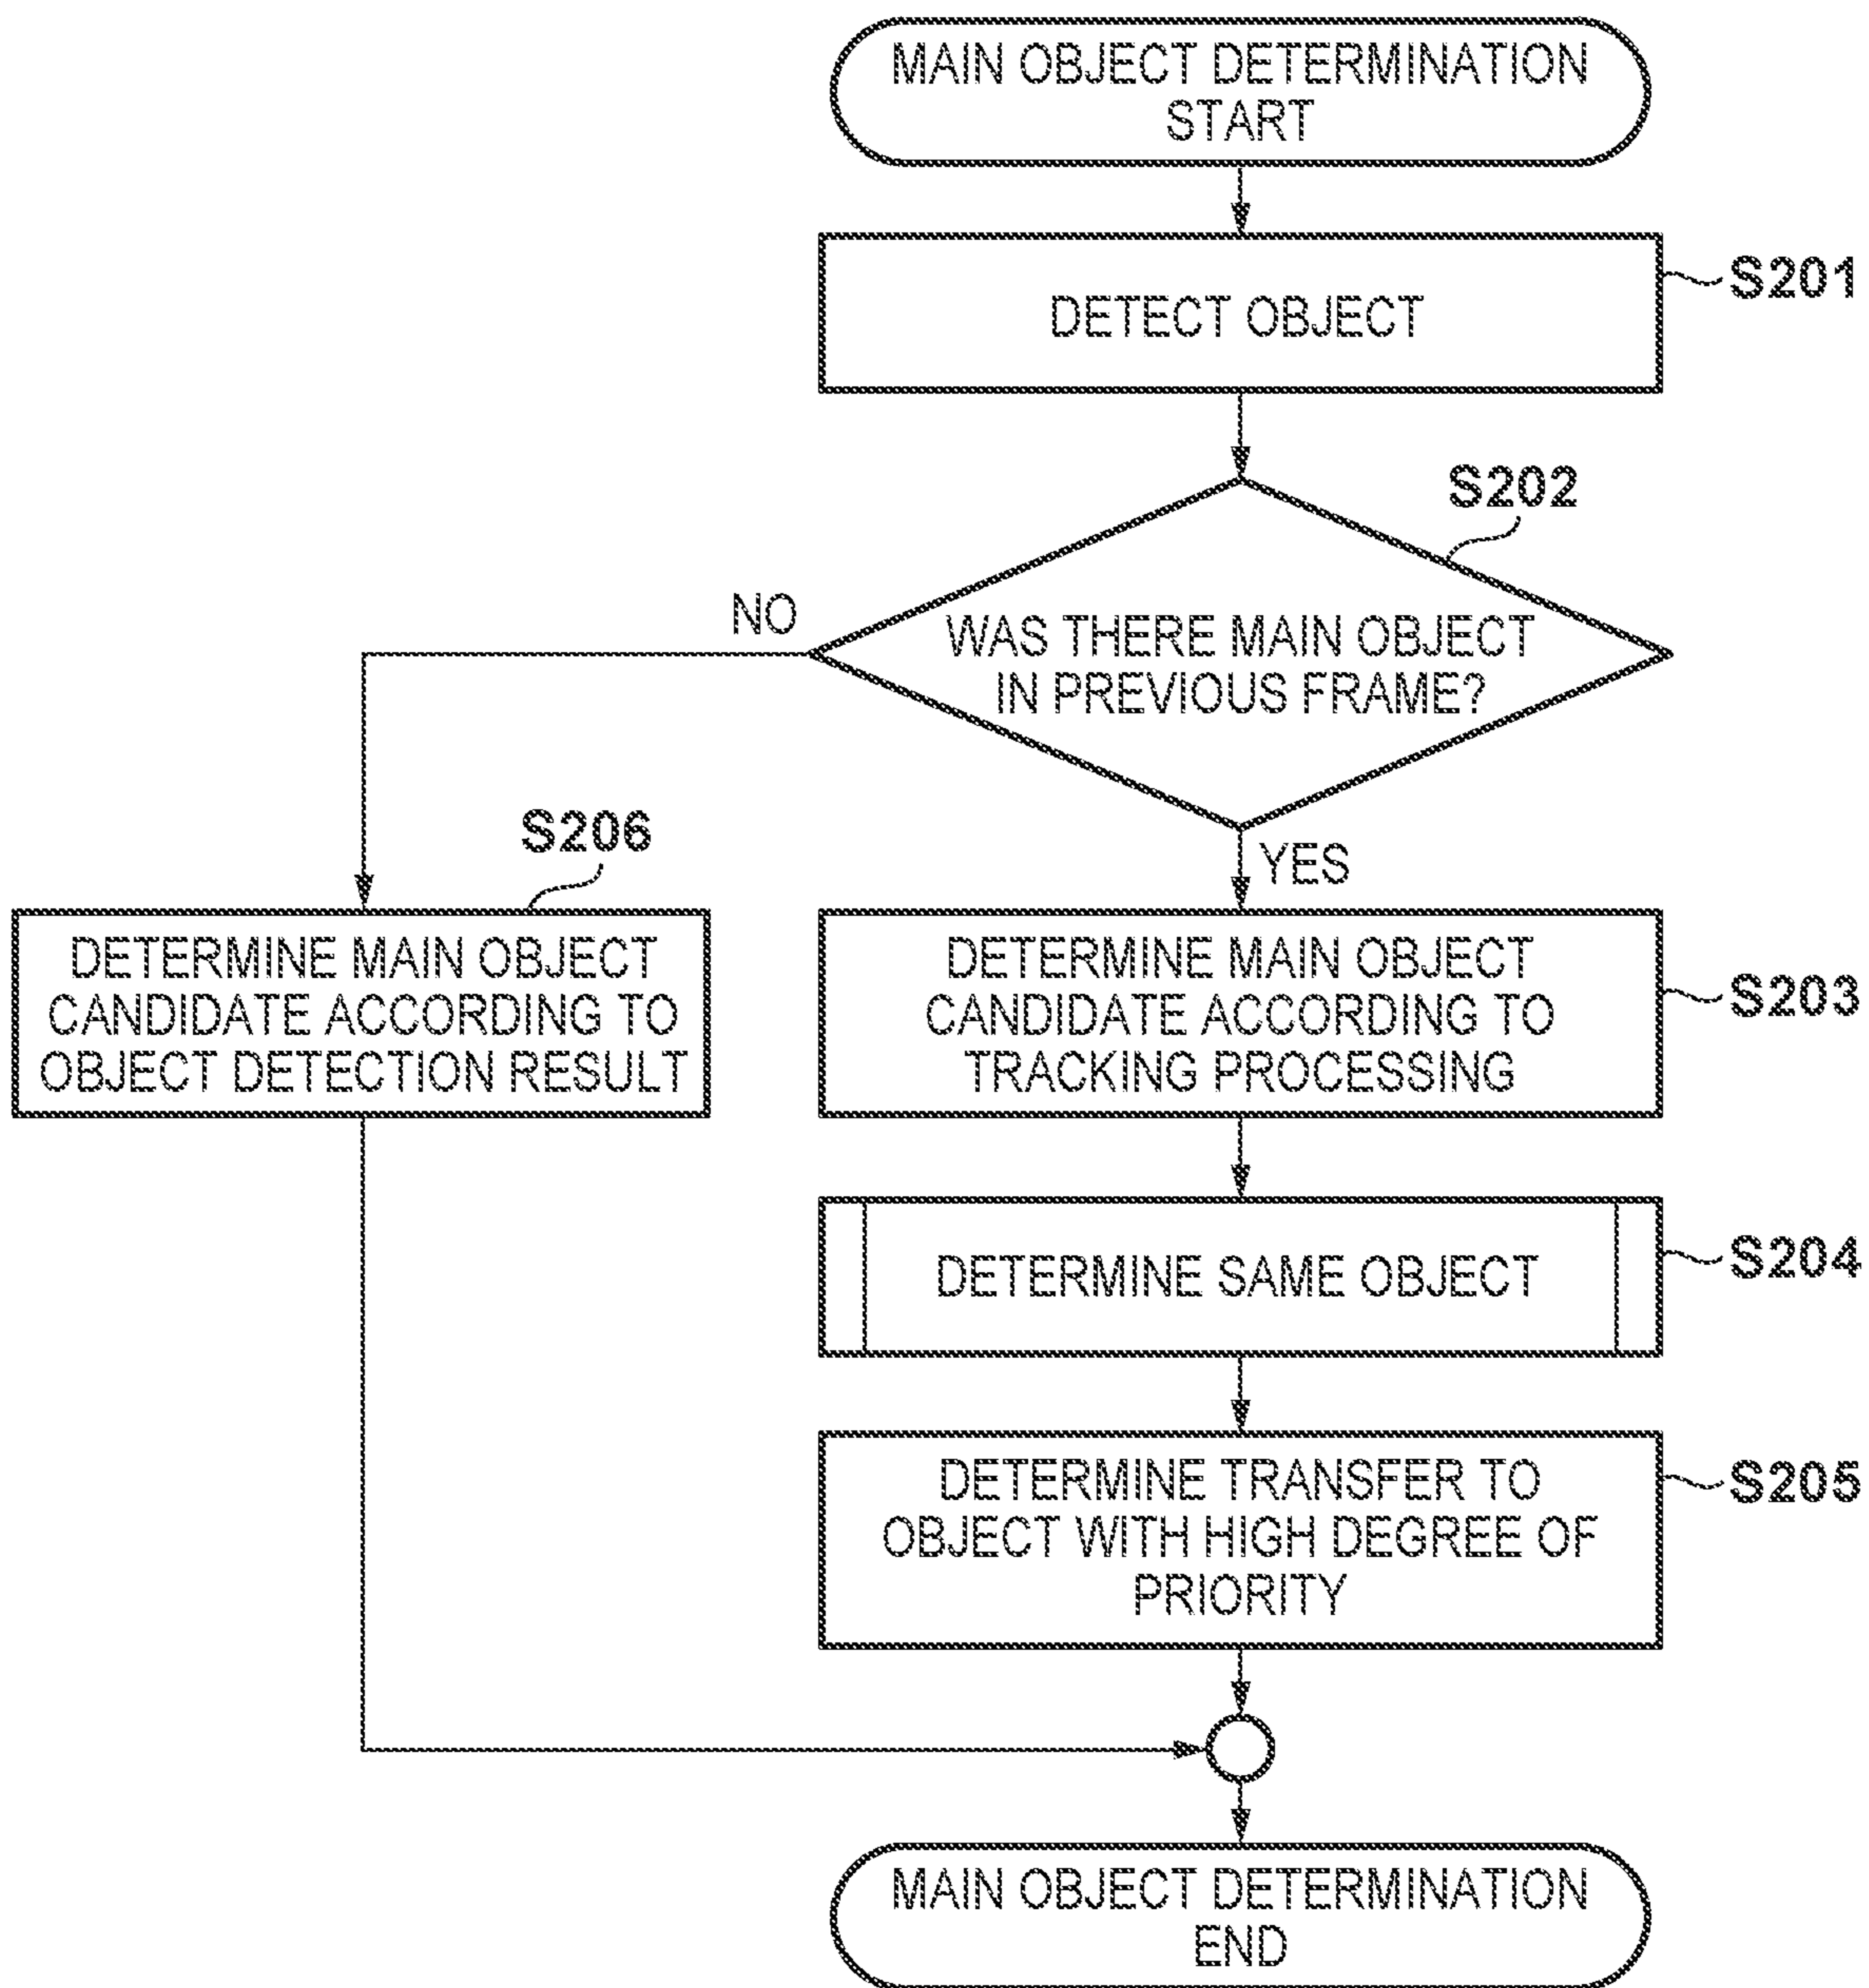 MAIN OBJECT DETERMINATION
START
DETECT OBJECT
S201
S202
WAS THERE MAIN OBJECT
IN PREVIOUS FRAME?
NO
YES
S206
DETERMINE MAIN OBJECT
CANDIDATE ACCORDING TO
OBJECT DETECTION RESULT
DETERMINE MAIN OBJECT
CANDIDATE ACCORDING TO
TRACKING PROCESSING
S203
DETERMINE SAME OBJECT
S204
DETERMINE TRANSFER TO
OBJECT WITH HIGH DEGREE OF
PRIORITY
S205
MAIN OBJECT DETERMINATION
END